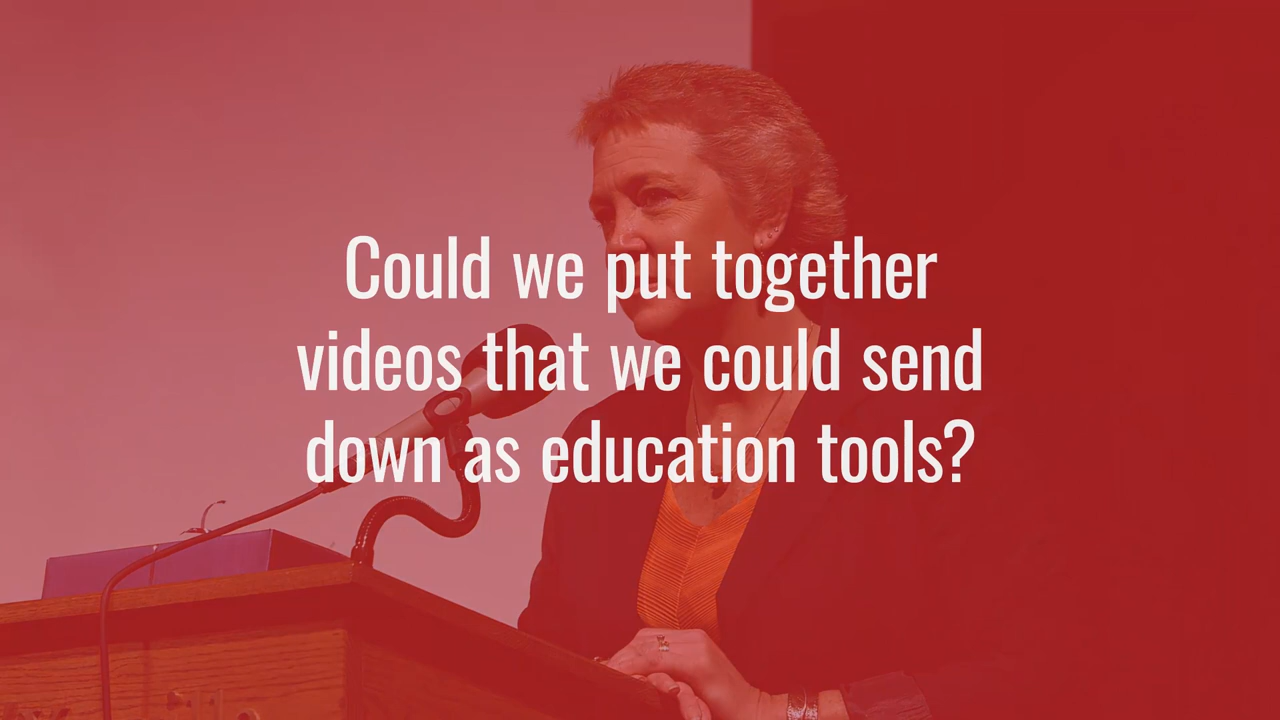 Could we put together
videos that we could send
down as education tools?